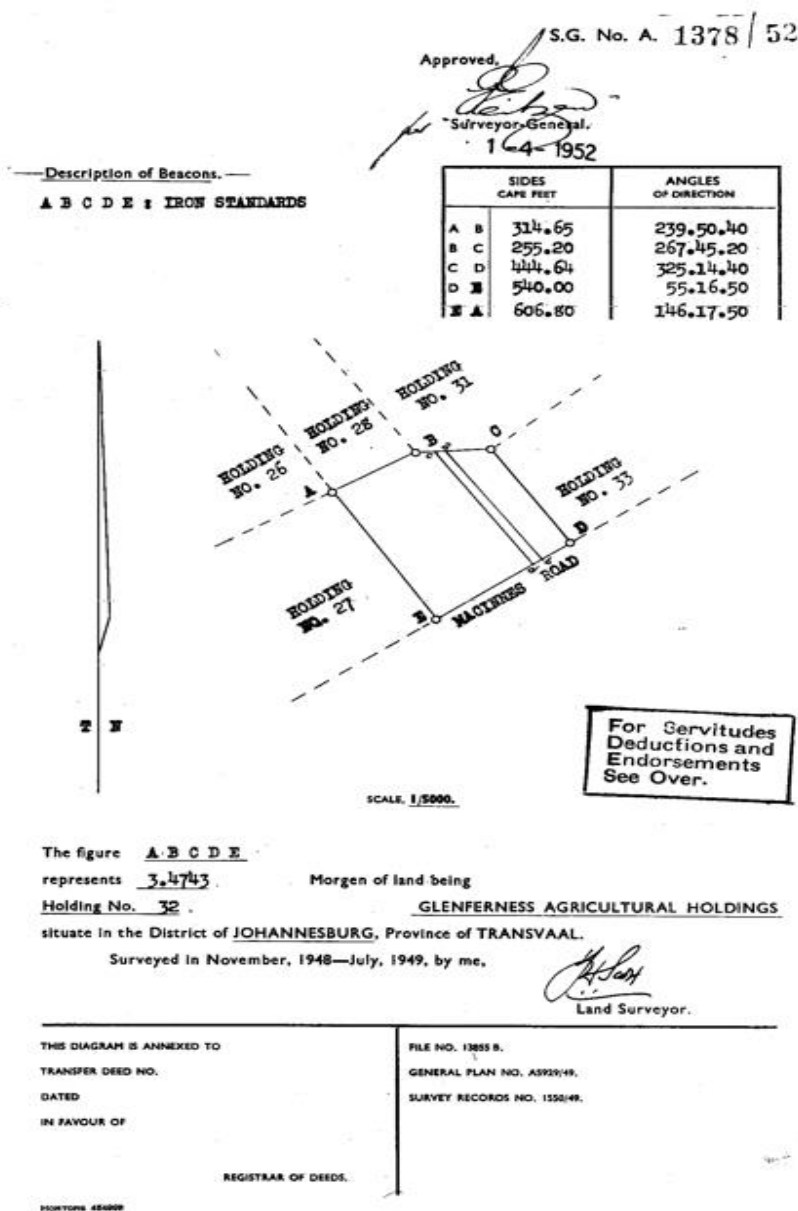 S.G. No. A. 1378/52
Approved,
for Surveyor-General.
1-4-1952
Description of Beacons.
A B C D E : IRON STANDARDS
SIDES CAPE FEET ANGLES OF DIRECTION
A B 314.65 239.50.40
B C 255.20 267.45.20
C D 444.64 325.14.40
D E 540.00 55.16.50
E A 606.80 146.17.50
HOLDING NO. 31
HOLDING NO. 28
HOLDING NO. 26
B
C
A
HOLDING NO. 33
D
HOLDING NO. 27
E
MACINNES ROAD
T N
For Servitudes
Deductions and
Endorsements
See Over.
SCALE, 1/5000.
The figure A B C D E
represents 3.4743 Morgen of land being
Holding No. 32 . GLENFERNESS AGRICULTURAL HOLDINGS
situate in the District of JOHANNESBURG, Province of TRANSVAAL.
Surveyed in November, 1948—July, 1949, by me,
Land Surveyor.
THIS DIAGRAM IS ANNEXED TO
TRANSFER DEED NO.
DATED
IN FAVOUR OF
REGISTRAR OF DEEDS.
FILE NO. 13855 B.
GENERAL PLAN NO. A5929/49.
SURVEY RECORDS NO. 1550/49.